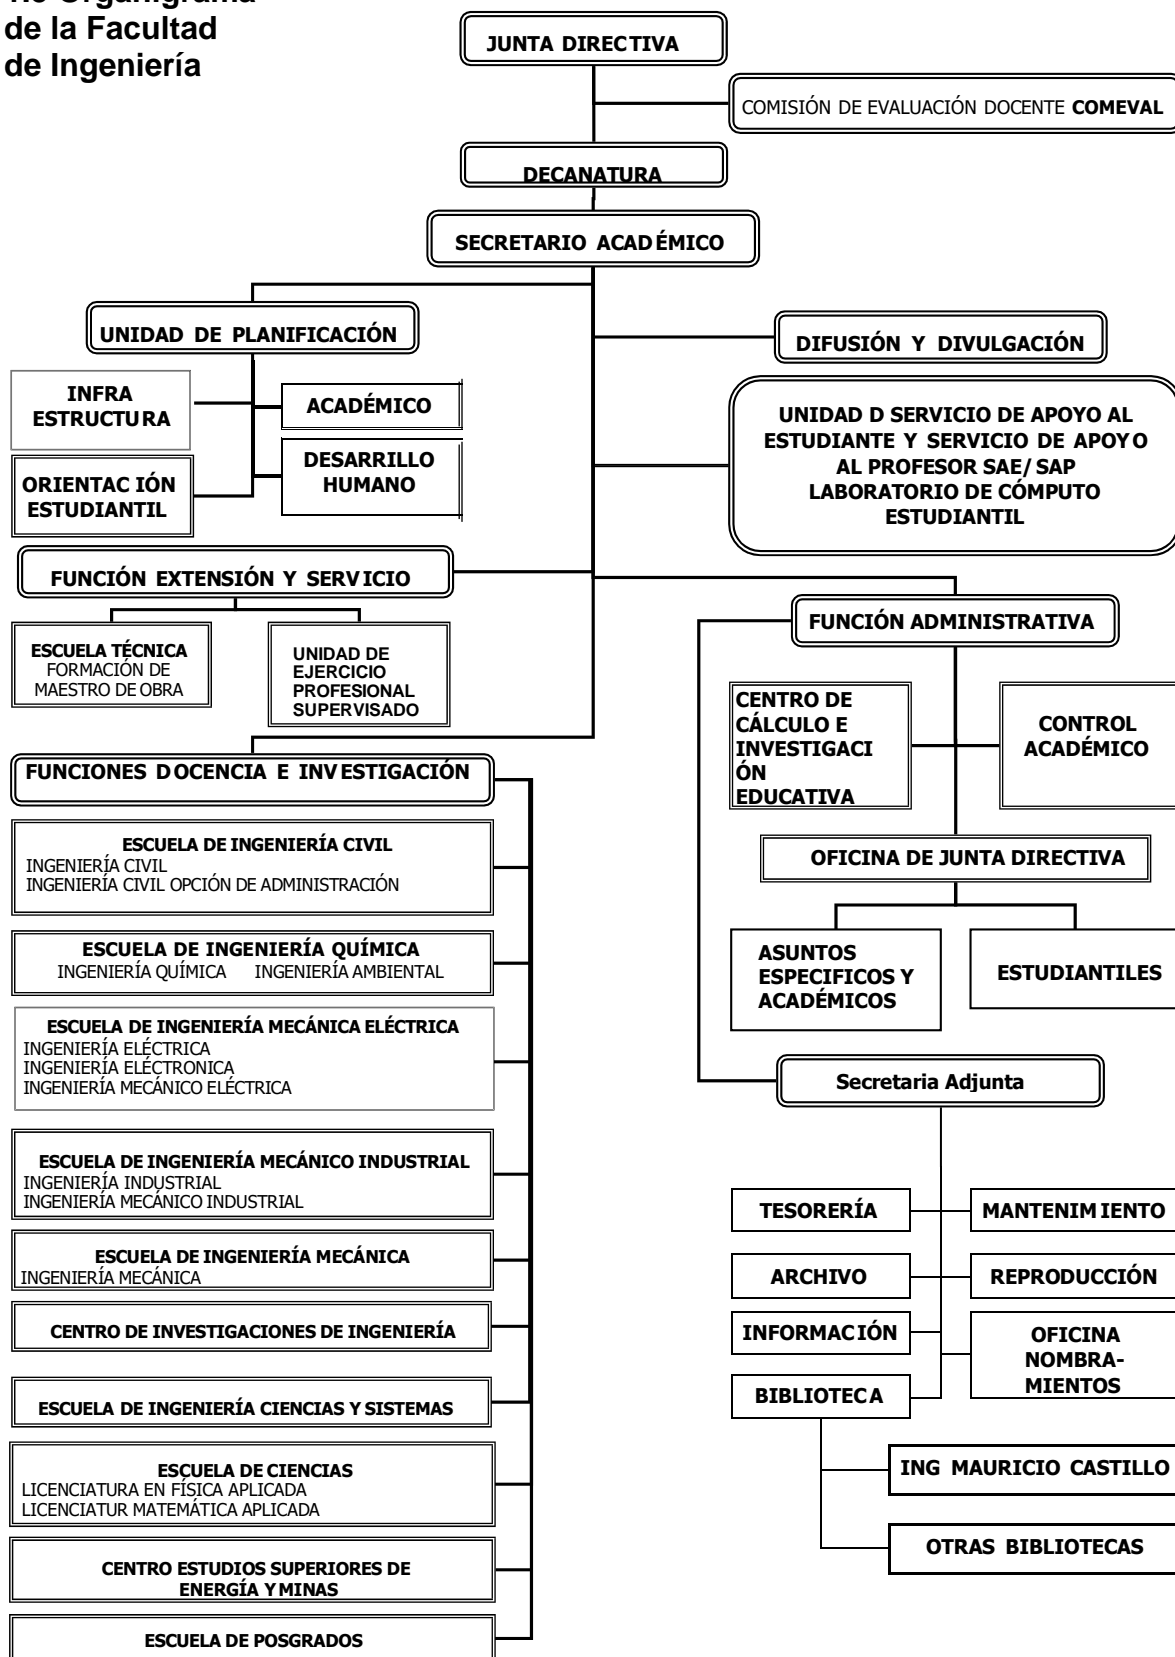 de la Facultad
de Ingeniería
JUNTA DIRECTIVA
COMISIÓN DE EVALUACIÓN DOCENTE COMEVAL
DECANATURA
SECRETARIO ACADÉMICO
UNIDAD DE PLANIFICACIÓN
DIFUSIÓN Y DIVULGACIÓN
INFRA
ESTRUCTURA
ACADÉMICO
ORIENTACIÓN
ESTUDIANTIL
DESARRILLO
HUMANO
UNIDAD D SERVICIO DE APOYO AL
ESTUDIANTE Y SERVICIO DE APOYO
AL PROFESOR SAE/ SAP
LABORATORIO DE CÓMPUTO
ESTUDIANTIL
FUNCIÓN EXTENSIÓN Y SERVICIO
ESCUELA TÉCNICA
FORMACIÓN DE
MAESTRO DE OBRA
UNIDAD DE
EJERCICIO
PROFESIONAL
SUPERVISADO
FUNCIÓN ADMINISTRATIVA
CENTRO DE
CÁLCULO E
INVESTIGACI
ÓN
EDUCATIVA
CONTROL
ACADÉMICO
OFICINA DE JUNTA DIRECTIVA
ASUNTOS
ESPECIFICOS Y
ACADÉMICOS
ESTUDIANTILES
FUNCIONES DOCENCIA E INVESTIGACIÓN
ESCUELA DE INGENIERÍA CIVIL
INGENIERÍA CIVIL
INGENIERÍA CIVIL OPCIÓN DE ADMINISTRACIÓN
ESCUELA DE INGENIERÍA QUÍMICA
INGENIERÍA QUÍMICA INGENIERÍA AMBIENTAL
ESCUELA DE INGENIERÍA MECÁNICA ELÉCTRICA
INGENIERÍA ELÉCTRICA
INGENIERÍA ELÉCTRONICA
INGENIERÍA MECÁNICO ELÉCTRICA
ESCUELA DE INGENIERÍA MECÁNICO INDUSTRIAL
INGENIERÍA INDUSTRIAL
INGENIERÍA MECÁNICO INDUSTRIAL
ESCUELA DE INGENIERÍA MECÁNICA
INGENIERÍA MECÁNICA
CENTRO DE INVESTIGACIONES DE INGENIERÍA
ESCUELA DE INGENIERÍA CIENCIAS Y SISTEMAS
ESCUELA DE CIENCIAS
LICENCIATURA EN FÍSICA APLICADA
LICENCIATUR MATEMÁTICA APLICADA
CENTRO ESTUDIOS SUPERIORES DE
ENERGÍA Y MINAS
ESCUELA DE POSGRADOS
Secretaria Adjunta
TESORERÍA
MANTENIMIENTO
ARCHIVO
REPRODUCCIÓN
INFORMACIÓN
OFICINA
NOMBRA-
MIENTOS
BIBLIOTECA
ING MAURICIO CASTILLO
OTRAS BIBLIOTECAS